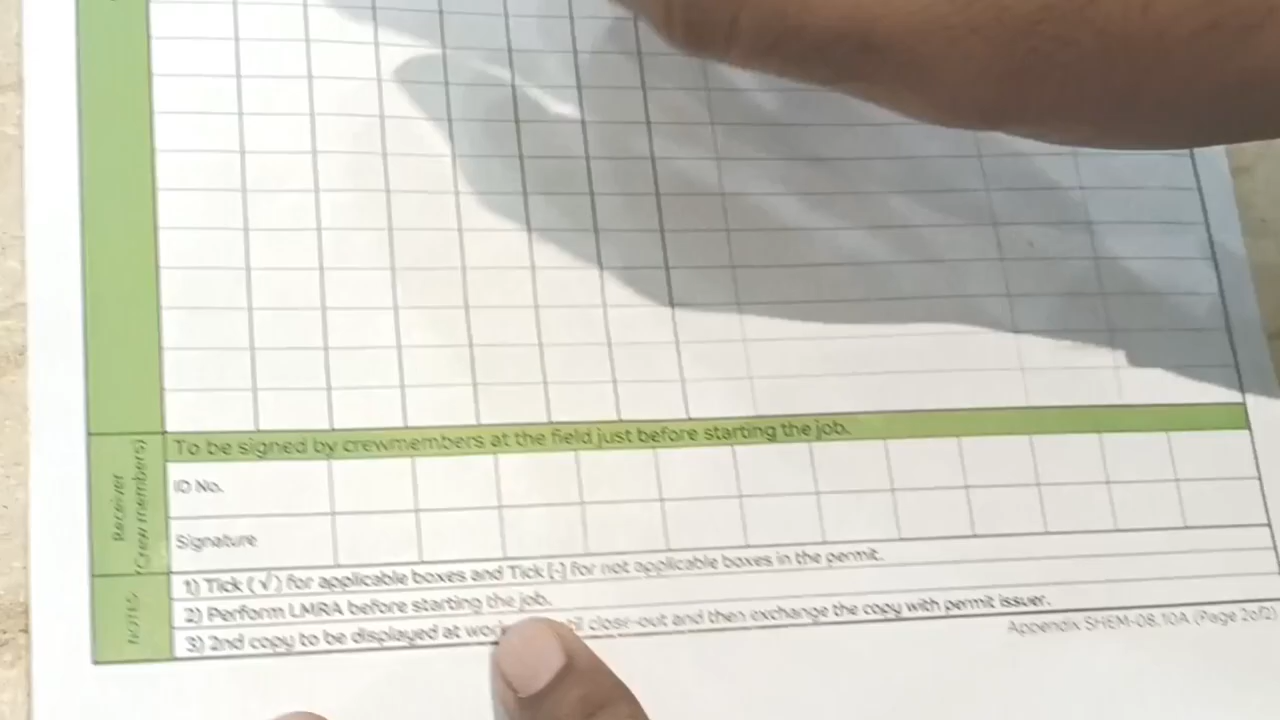 To be signed by crewmembers at the field just before starting the job.
Receiver
(Crew members)
ID No.
Signature
NOTES
1) Tick (√) for applicable boxes and Tick [-] for not applicable boxes in the permit.
2) Perform LMRA before starting the job.
3) 2nd copy to be displayed at close-out and then exchange the copy with permit issuer.
Appendix SHEM-08.10A (Page 2of2)